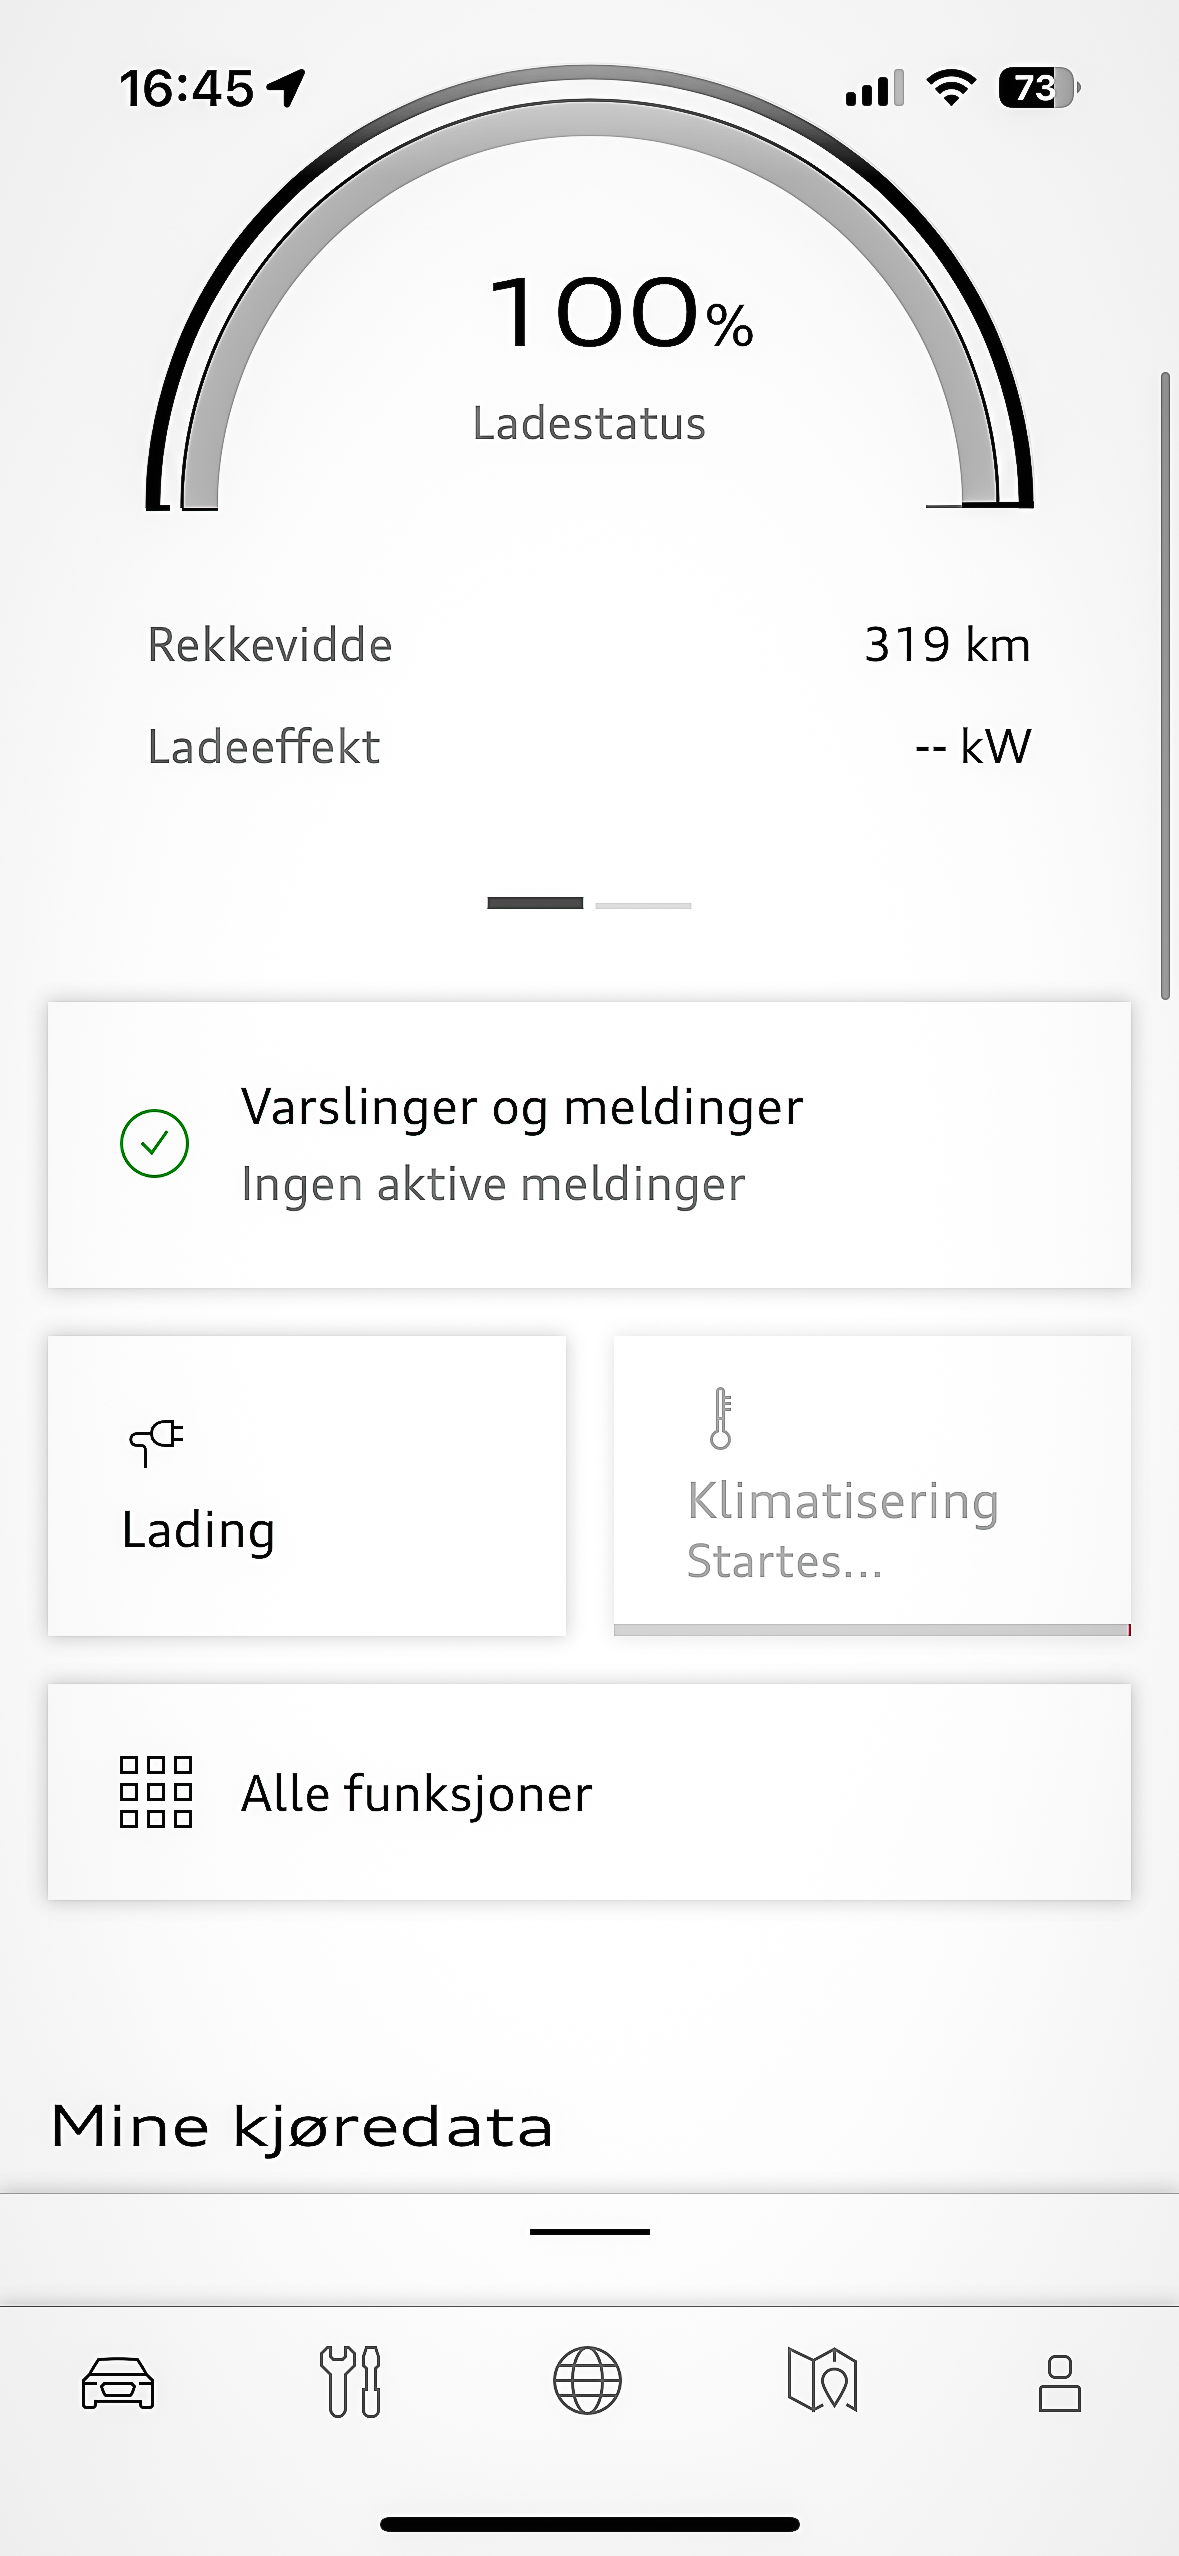 16:45
73
100%
Ladestatus
Rekkevidde 319 km
Ladeeffekt -- kW
Varslinger og meldinger
Ingen aktive meldinger
Lading
Klimatisering
Startes...
Alle funksjoner
Mine kjøredata